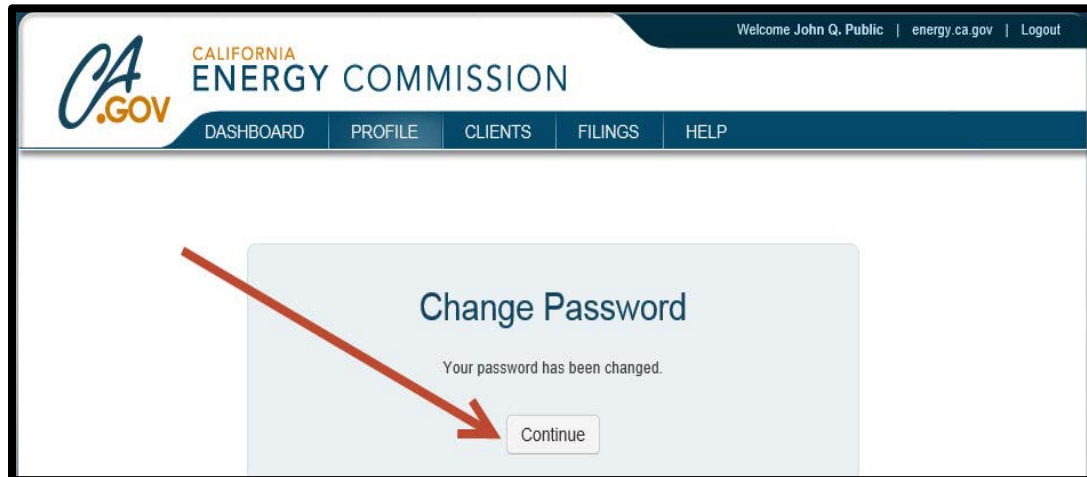 Welcome John Q. Public | energy.ca.gov | Logout
CA
.GOV
CALIFORNIA
ENERGY COMMISSION
DASHBOARD PROFILE CLIENTS FILINGS HELP
Change Password
Your password has been changed.
Continue